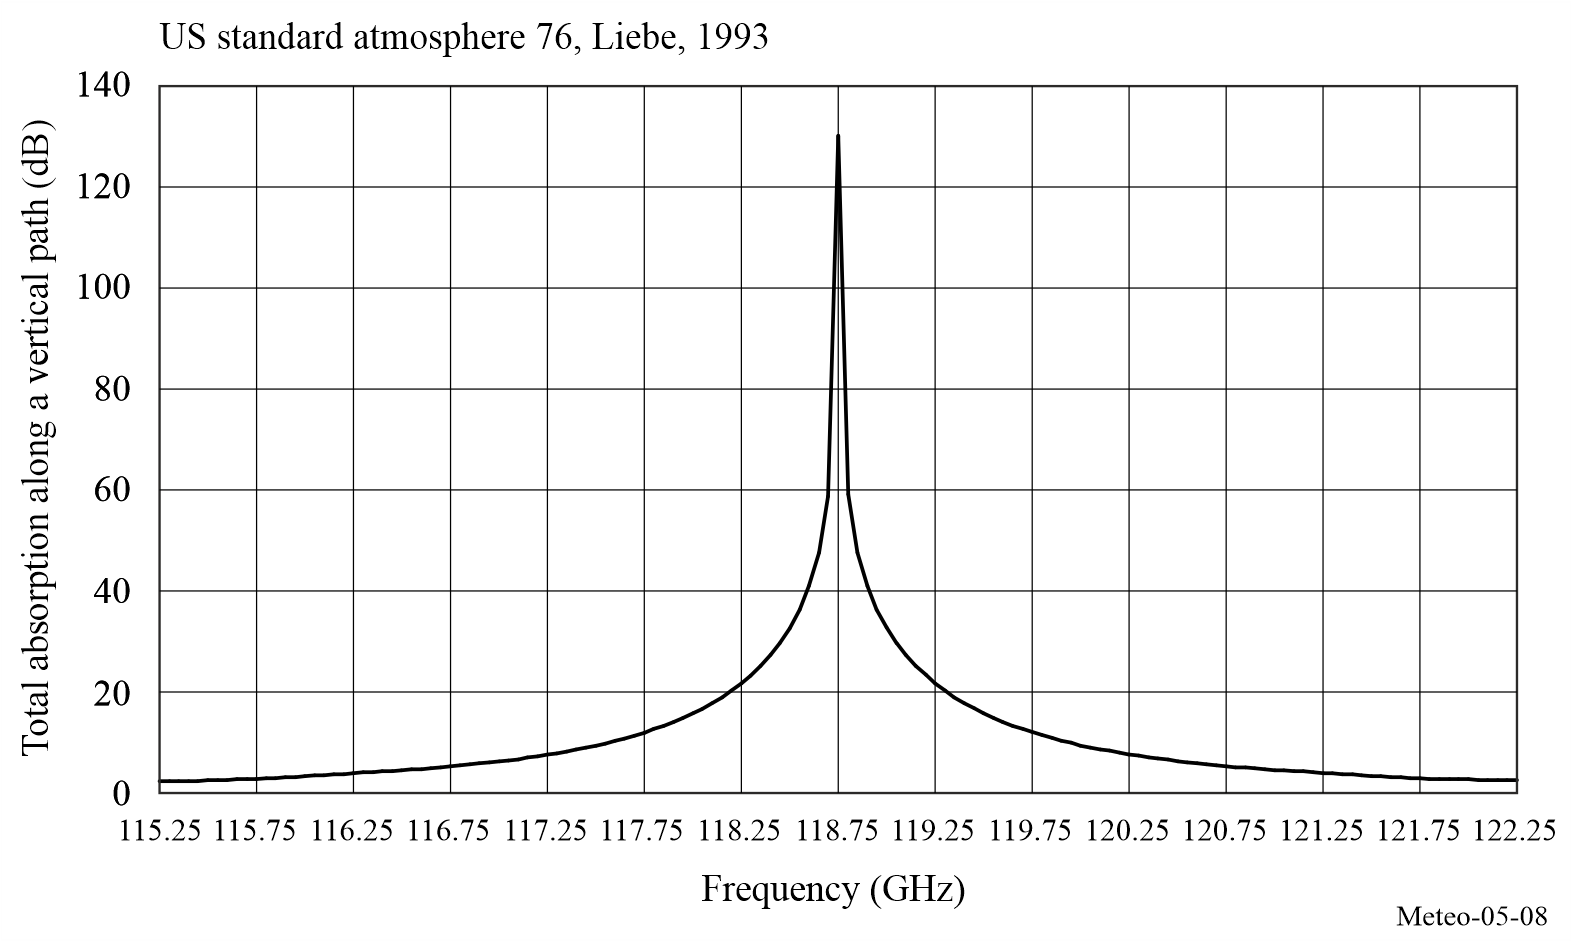 US standard atmosphere 76, Liebe, 1993
Total absorption along a vertical path (dB)
140
120
100
80
60
40
20
0
115.25 115.75 116.25 116.75 117.25 117.75 118.25 118.75 119.25 119.75 120.25 120.75 121.25 121.75 122.25
Frequency (GHz)
Meteo-05-08